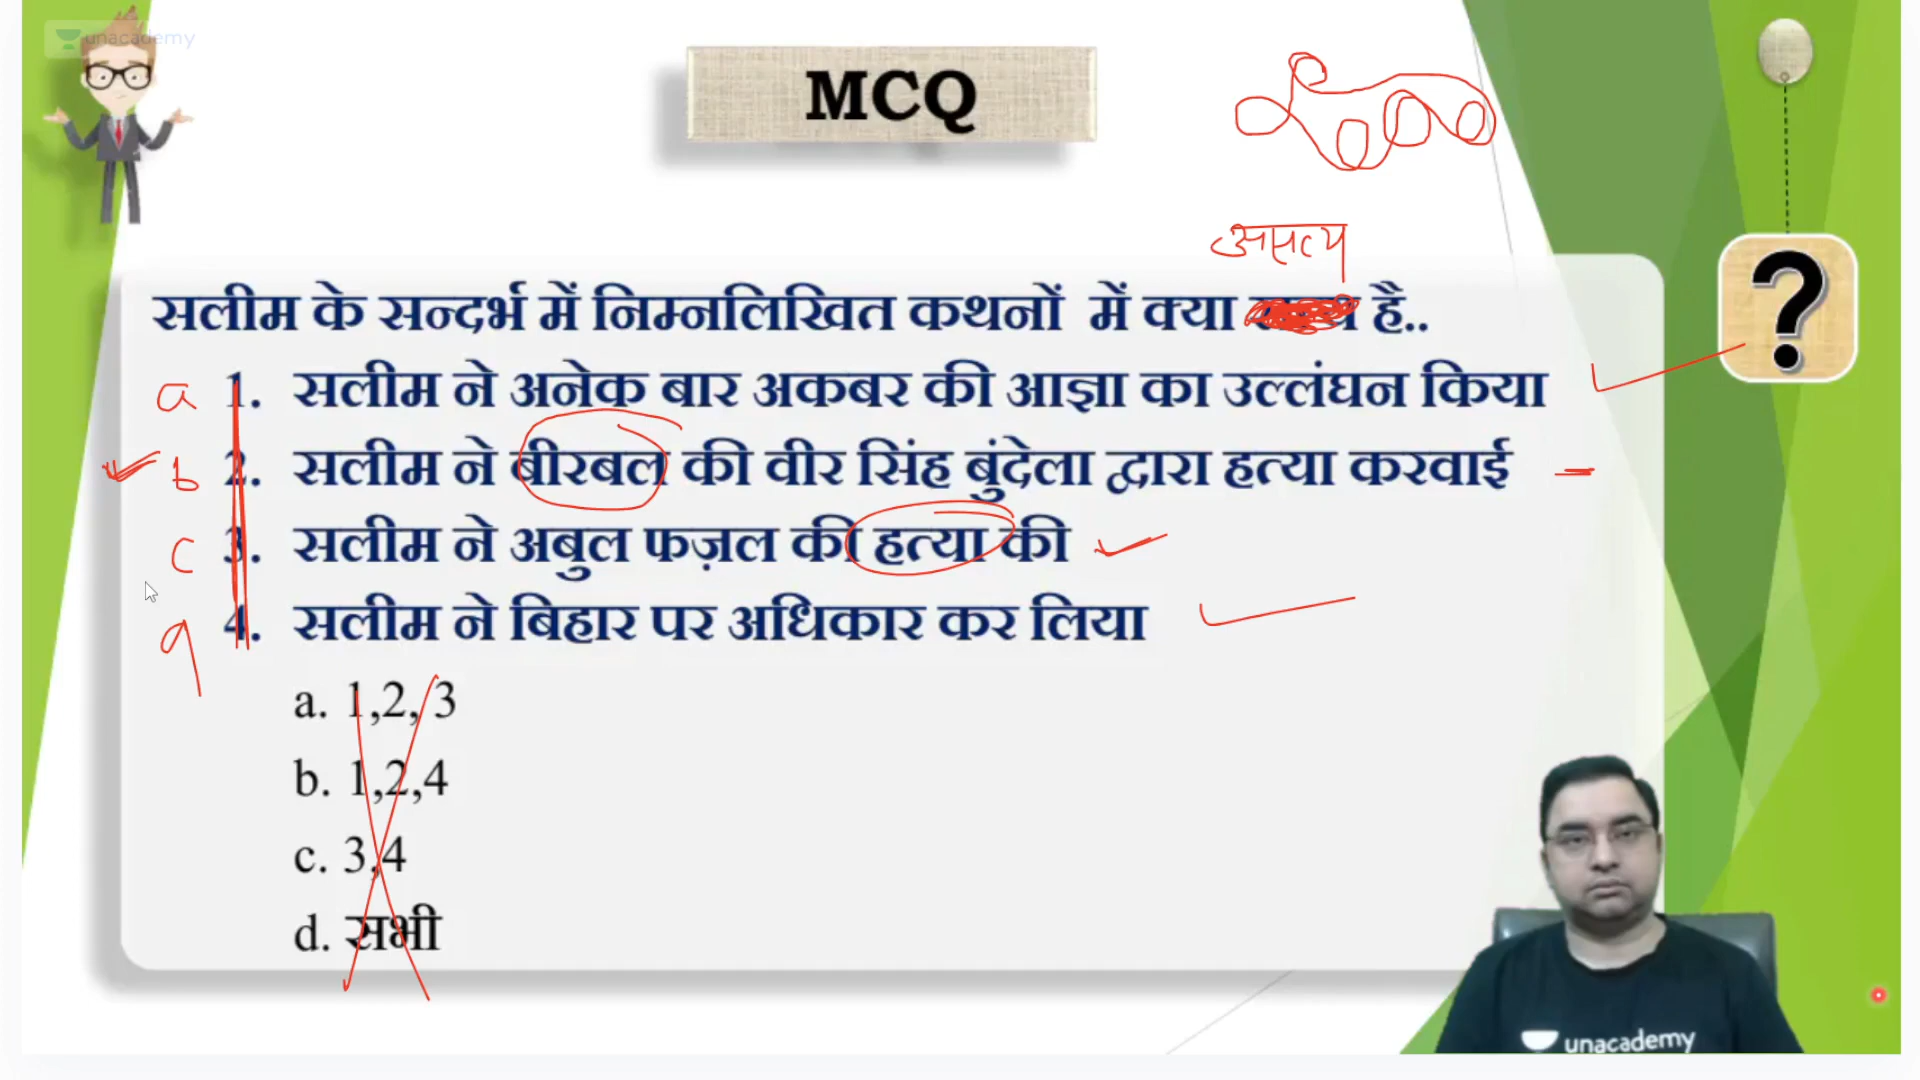 unacademy
MCQ
असत्य
सलीम के सन्दर्भ में निम्नलिखित कथनों में क्या है..
a 1. सलीम ने अनेक बार अकबर की आज्ञा का उल्लंघन किया
b 2. सलीम ने बीरबल की वीर सिंह बुंदेला द्वारा हत्या करवाई
c 3. सलीम ने अबुल फज़ल की हत्या की
4. सलीम ने बिहार पर अधिकार कर लिया
a. 1,2, 3
b. 1,2,4
c. 3,4
d. सभी
?
unacademy